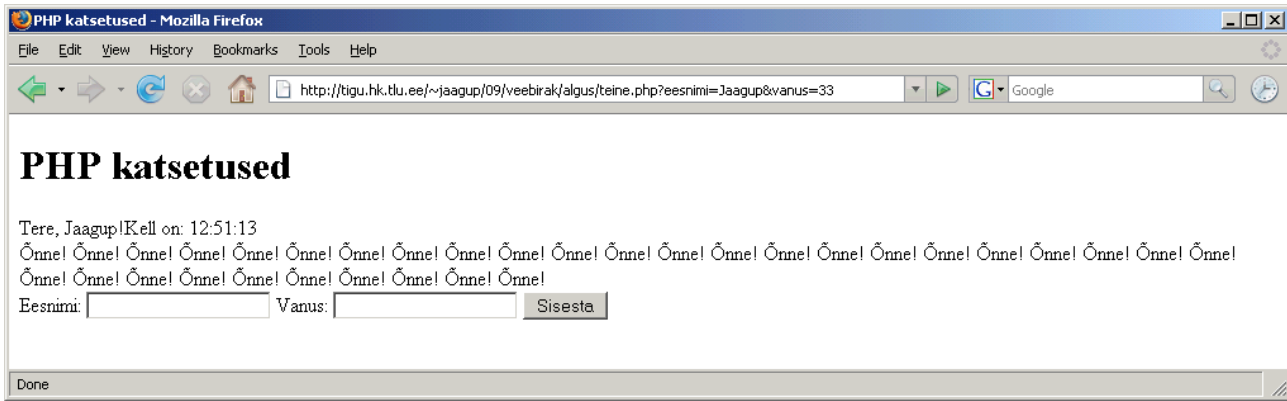 PHP katsetused - Mozilla Firefox
File Edit View History Bookmarks Tools Help
http://tigu.hk.tlu.ee/~jaagup/09/veebirak/algus/teine.php?eesnimi=Jaagup&vanus=33 G Google
PHP katsetused
Tere, Jaagup!Kell on: 12:51:13
Õnne! Õnne! Õnne! Õnne! Õnne! Õnne! Õnne! Õnne! Õnne! Õnne! Õnne! Õnne! Õnne! Õnne! Õnne! Õnne! Õnne! Õnne! Õnne! Õnne! Õnne! Õnne! Õnne!
Õnne! Õnne! Õnne! Õnne! Õnne! Õnne! Õnne! Õnne! Õnne! Õnne!
Eesnimi: Vanus: Sisesta
Done